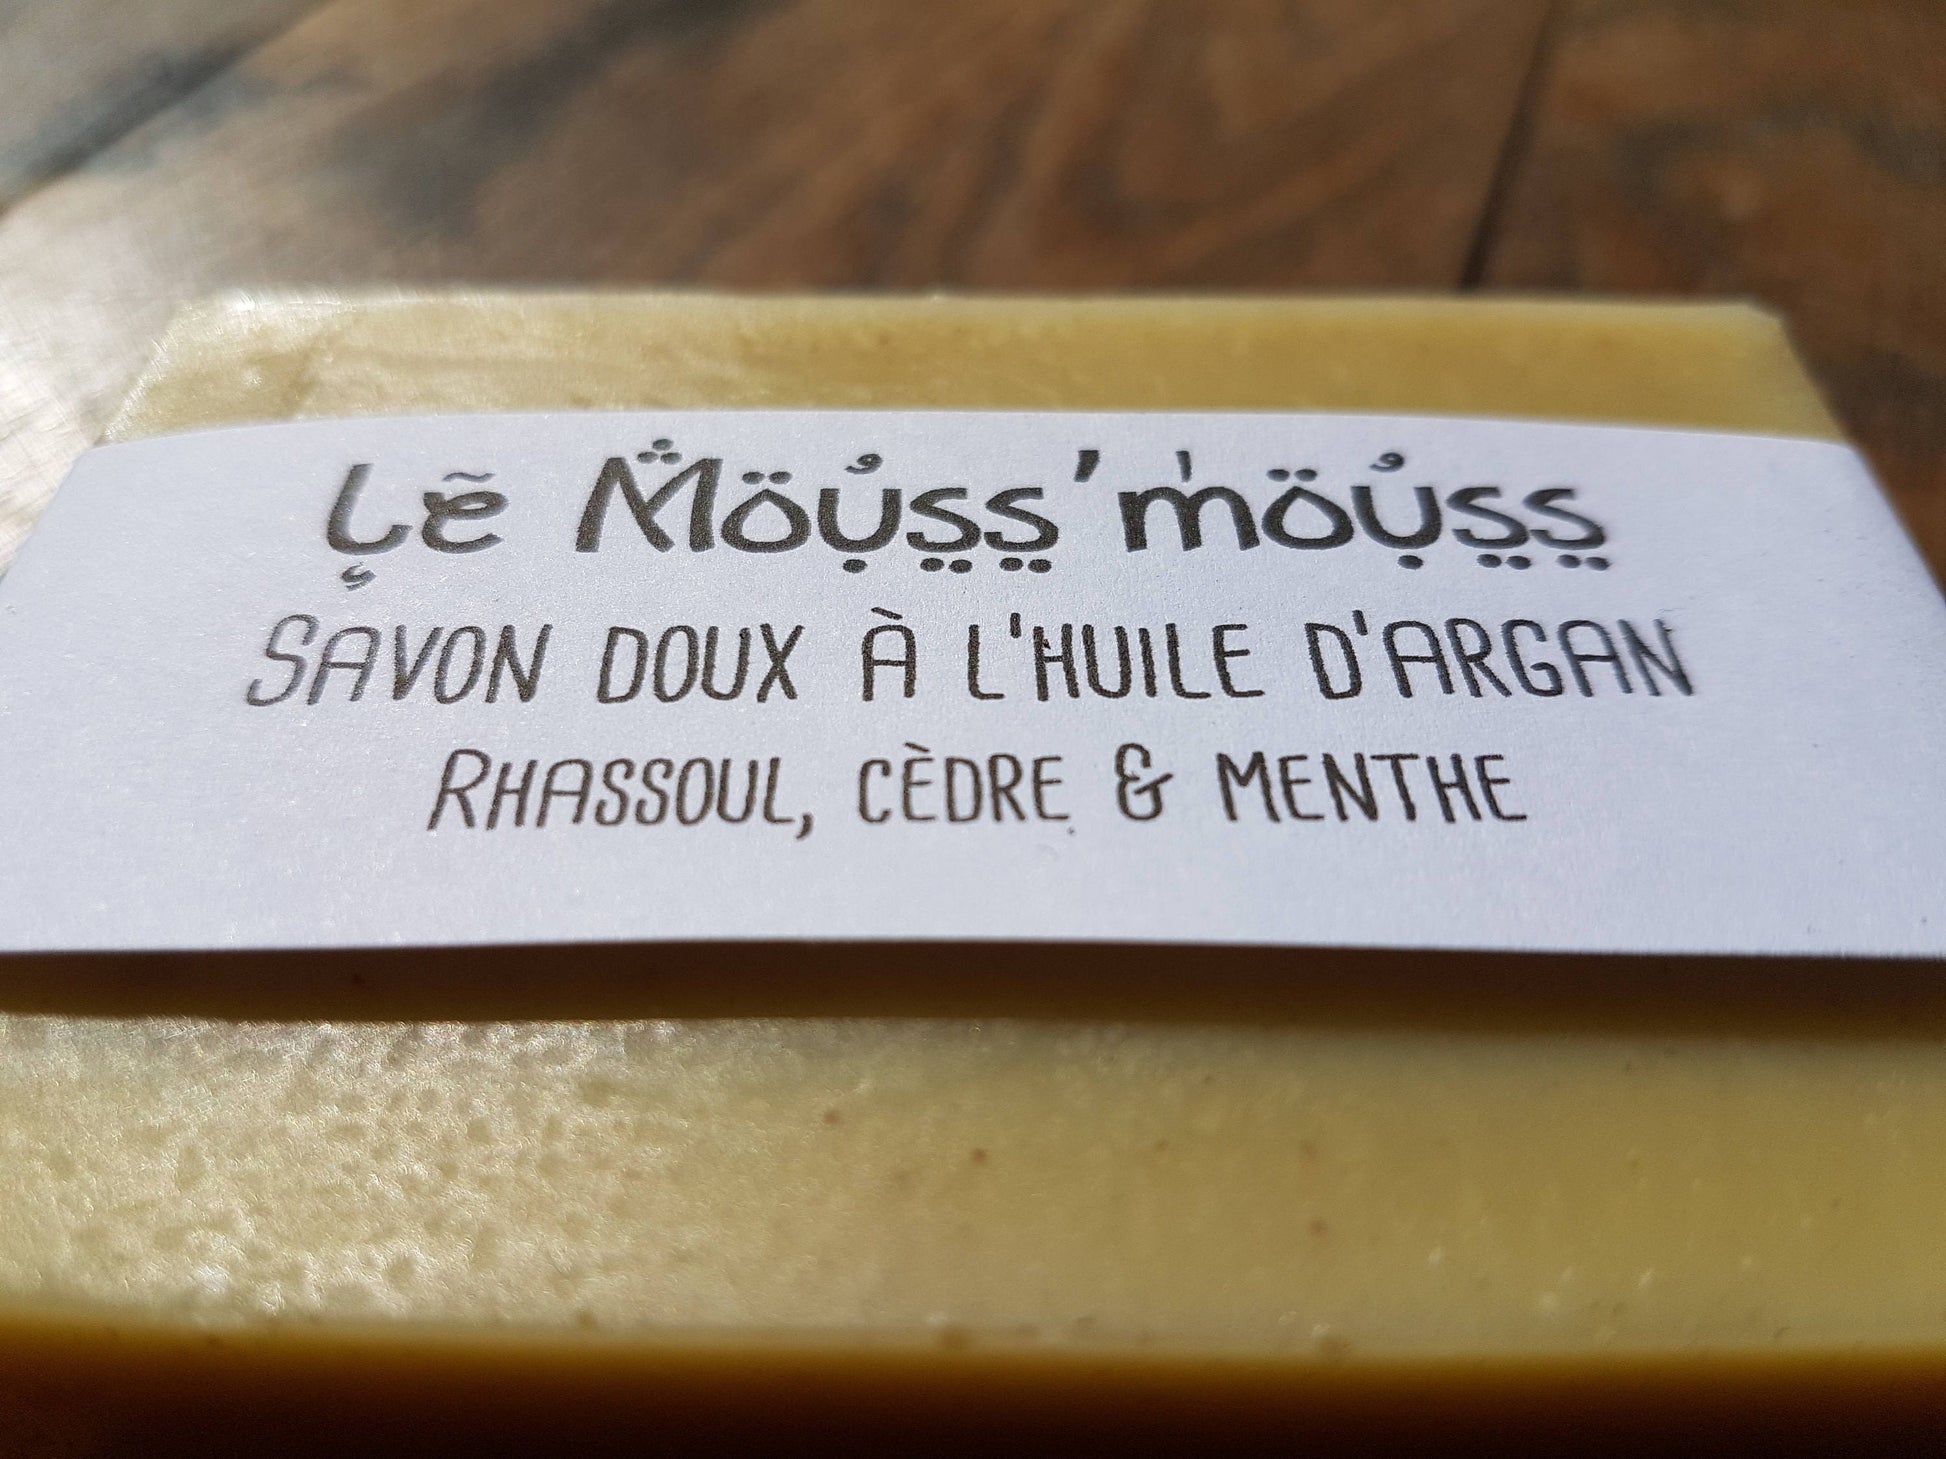 Le Mouss'mouss
SAVON DOUX À L'HUILE D'ARGAN
RHASSOUL, CÈDRE & MENTHE